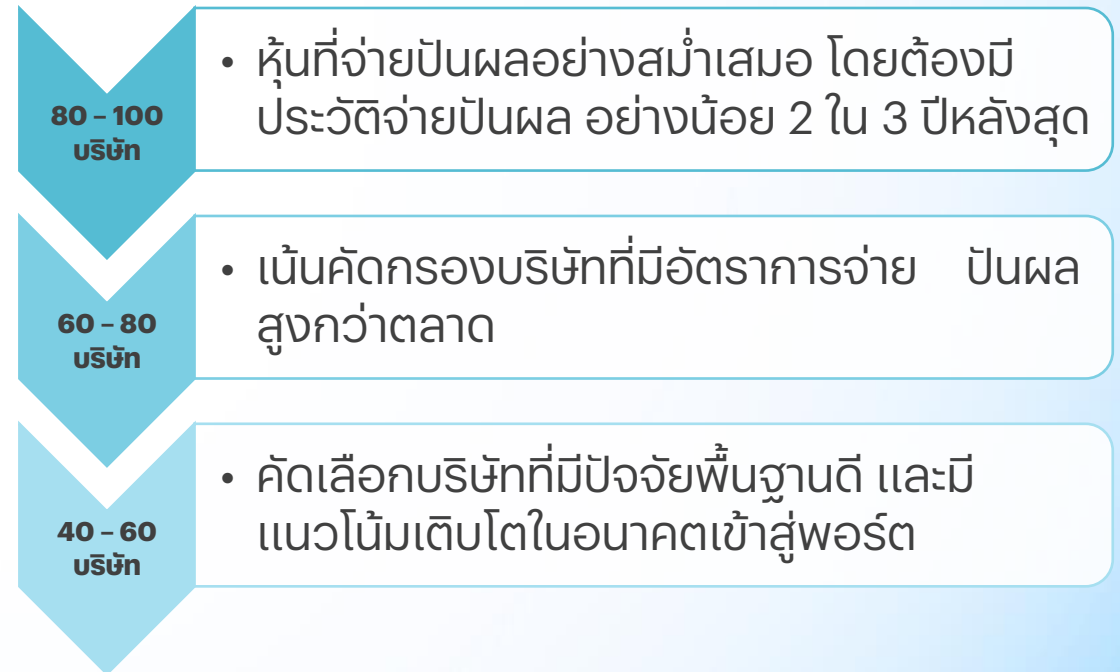 80 – 100
บริษัท
• หุ้นที่จ่ายปันผลอย่างสม่ำเสมอ โดยต้องมี
ประวัติจ่ายปันผล อย่างน้อย 2 ใน 3 ปีหลังสุด
60 – 80
บริษัท
• เน้นคัดกรองบริษัทที่มีอัตราการจ่าย ปันผล
สูงกว่าตลาด
40 – 60
บริษัท
• คัดเลือกบริษัทที่มีปัจจัยพื้นฐานดี และมี
แนวโน้มเติบโตในอนาคตเข้าสู่พอร์ต